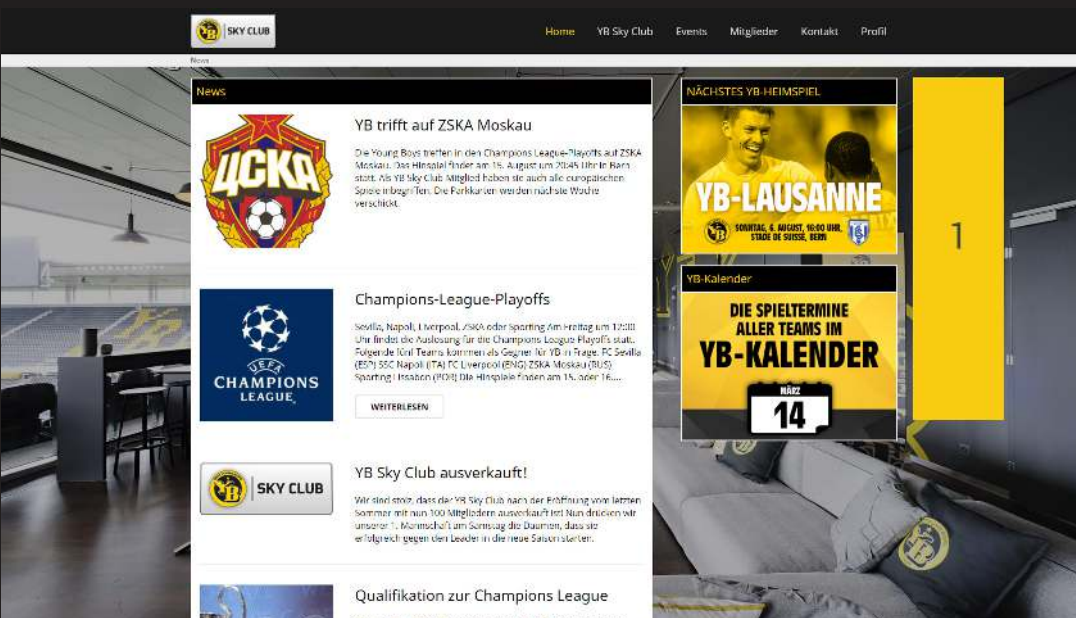 SKY CLUB
Home YB Sky Club Events Mitglieder Kontakt Profil
News
News
ЦСКА
YB trifft auf ZSKA Moskau
Die Young Boys treffen in den Champions League-Playoffs auf ZSKA
Moskau. Das Hinspiel findet am 15. August um 20:45 Uhr in Bern
statt. Als YB Sky Club Mitglied haben sie auch alle europäischen
Spiele inbegriffen. Die Parkkarten werden nächste Woche
verschickt.
UEFA
CHAMPIONS
LEAGUE
Champions-League-Playoffs
Sevilla, Napoli, Liverpool, ZSKA oder Sporting Am Freitag um 12:00
Uhr findet die Auslosung für die Champions League Playoffs statt.
Folgende fünf Teams kommen als Gegner für YB in Frage. FC Sevilla
(ESP) SSC Napoli (ITA) FC Liverpool (ENG) ZSKA Moskau (RUS)
Sporting Lissabon (POR) Die Hinspiele finden am 15. oder 16....
WEITERLESEN
SKY CLUB
YB Sky Club ausverkauft!
Wir sind stolz, dass der YB Sky Club nach der Eröffnung vom letzten
Sommer mit nun 100 Mitgliedern ausverkauft ist! Nun drücken wir
unserer 1. Mannschaft am Samstag die Daumen, dass sie
erfolgreich gegen den Leader in die neue Saison starten.
Qualifikation zur Champions League
NÄCHSTES YB-HEIMSPIEL
YB-LAUSANNE
SONNTAG, 6. AUGUST, 16:00 UHR,
STADE DE SUISSE, BERN
YB-Kalender
DIE SPIELTERMINE
ALLER TEAMS IM
YB-KALENDER
MÄRZ
14
1